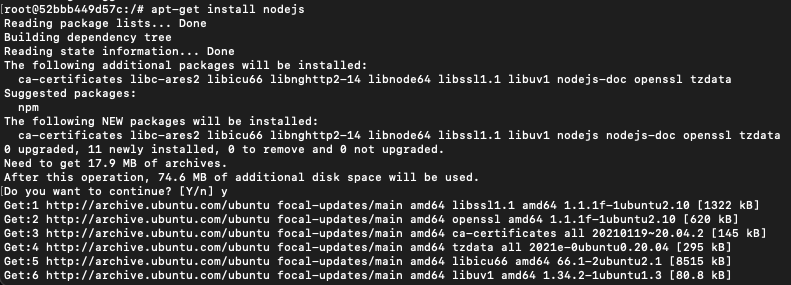 [root@52bbb449d57c:/# apt-get install nodejs
Reading package lists... Done
Building dependency tree
Reading state information... Done
The following additional packages will be installed:
  ca-certificates libc-ares2 libicu66 libnghttp2-14 libnode64 libssl1.1 libuv1 nodejs-doc openssl tzdata
Suggested packages:
  npm
The following NEW packages will be installed:
  ca-certificates libc-ares2 libicu66 libnghttp2-14 libnode64 libssl1.1 libuv1 nodejs nodejs-doc openssl tzdata
0 upgraded, 11 newly installed, 0 to remove and 0 not upgraded.
Need to get 17.9 MB of archives.
After this operation, 74.6 MB of additional disk space will be used.
[Do you want to continue? [Y/n] y
Get:1 http://archive.ubuntu.com/ubuntu focal-updates/main amd64 libssl1.1 amd64 1.1.1f-1ubuntu2.10 [1322 kB]
Get:2 http://archive.ubuntu.com/ubuntu focal-updates/main amd64 openssl amd64 1.1.1f-1ubuntu2.10 [620 kB]
Get:3 http://archive.ubuntu.com/ubuntu focal-updates/main amd64 ca-certificates all 20210119~20.04.2 [145 kB]
Get:4 http://archive.ubuntu.com/ubuntu focal-updates/main amd64 tzdata all 2021e-0ubuntu0.20.04 [295 kB]
Get:5 http://archive.ubuntu.com/ubuntu focal-updates/main amd64 libicu66 amd64 66.1-2ubuntu2.1 [8515 kB]
Get:6 http://archive.ubuntu.com/ubuntu focal-updates/main amd64 libuv1 amd64 1.34.2-1ubuntu1.3 [80.8 kB]